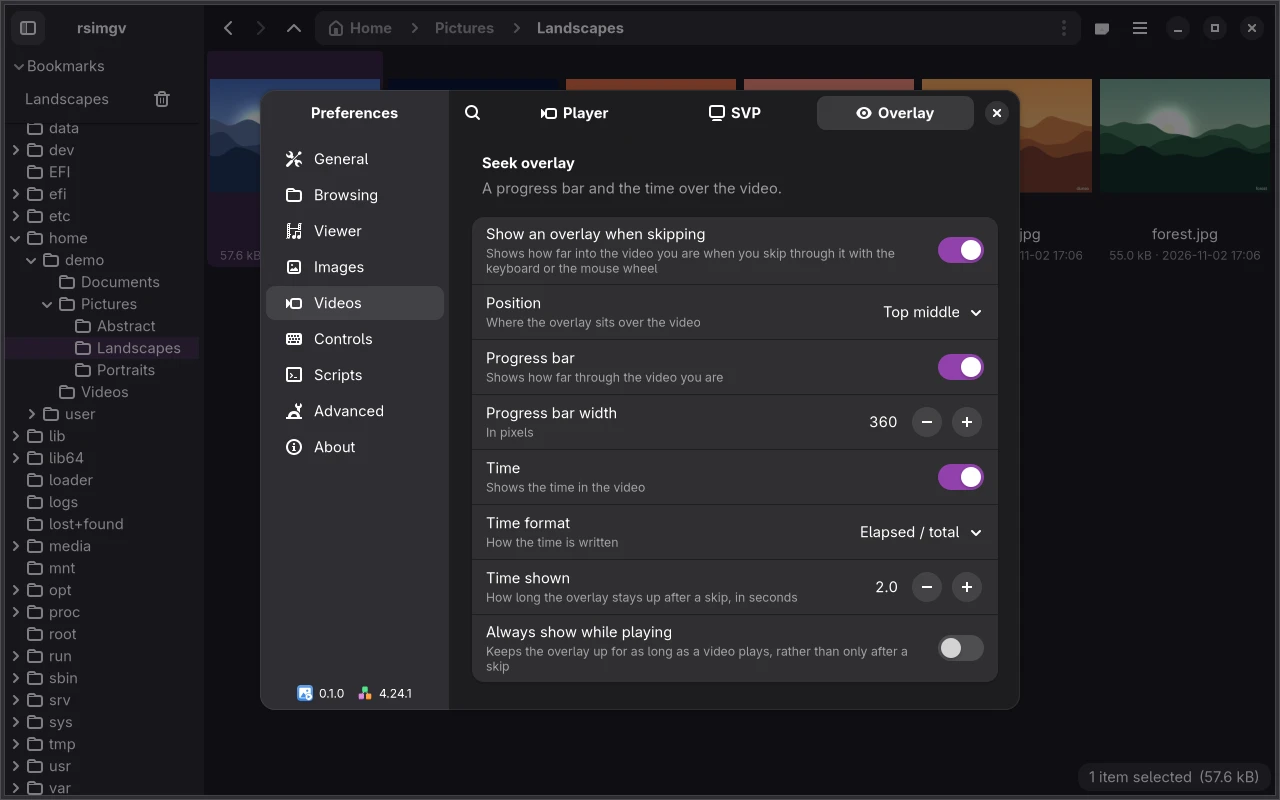 rsimgv
Home
Pictures
Landscapes
Bookmarks
Landscapes
data
dev
EFI
efi
etc
home
demo
Documents
Pictures
Abstract
Landscapes
Portraits
Videos
user
lib
lib64
loader
logs
lost+found
media
mnt
opt
proc
root
run
sbin
srv
sys
tmp
usr
var
57.6 kB
Preferences
General
Browsing
Viewer
Images
Videos
Controls
Scripts
Advanced
About
0.1.0
4.24.1
Player
SVP
Overlay
Seek overlay
A progress bar and the time over the video.
Show an overlay when skipping
Shows how far into the video you are when you skip through it with the
keyboard or the mouse wheel
Position
Where the overlay sits over the video
Top middle
Progress bar
Shows how far through the video you are
Progress bar width
In pixels
360
Time
Shows the time in the video
Time format
How the time is written
Elapsed / total
Time shown
How long the overlay stays up after a skip, in seconds
2.0
Always show while playing
Keeps the overlay up for as long as a video plays, rather than only after a
skip
jpg
11-02 17:06
forest.jpg
55.0 kB · 2026-11-02 17:06
1 item selected (57.6 kB)